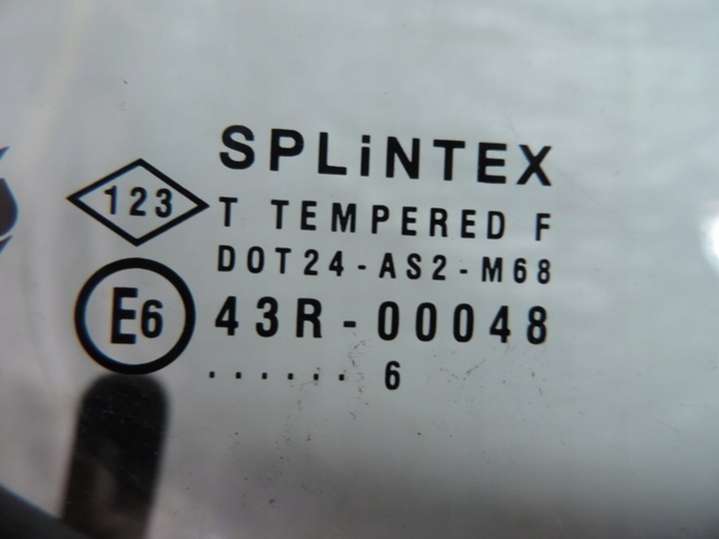 SPLiNTEX
123
T TEMPERED F
DOT24-AS2-M68
E6
43R-00048
...... 6